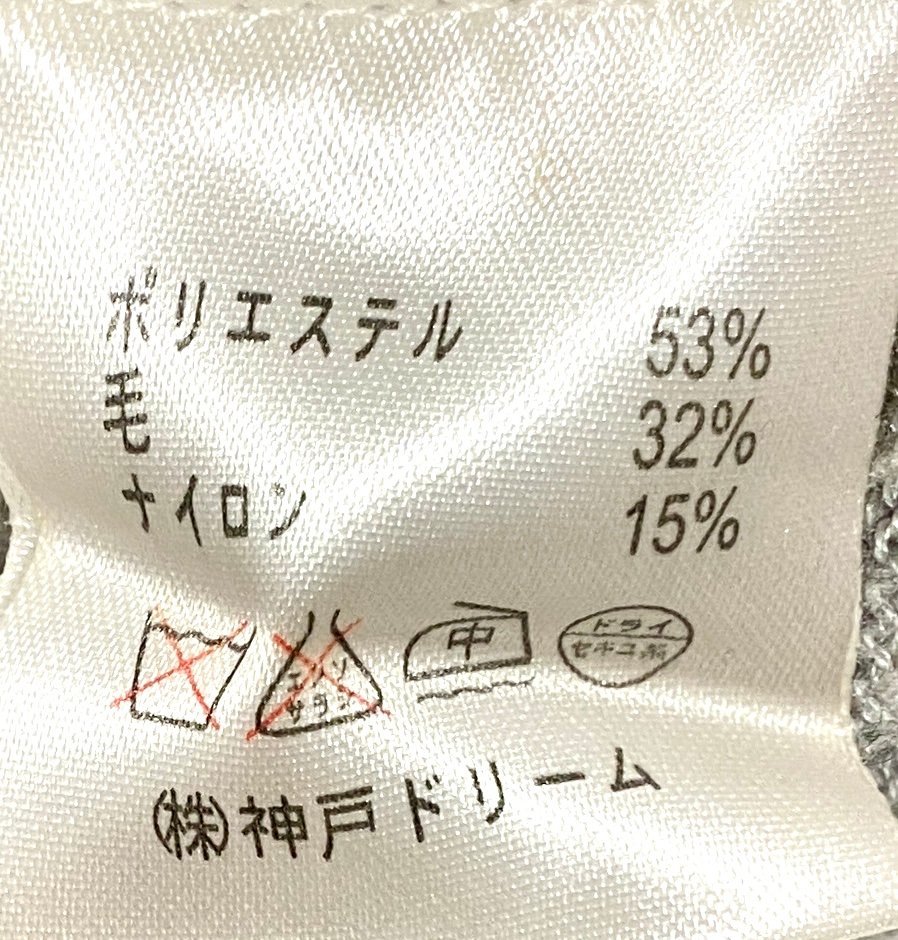 ポリエステル 53%
毛 32%
ナイロン 15%
エンソ
サラシ
中
ドライ
セキユ系
(株)神戸ドリーム